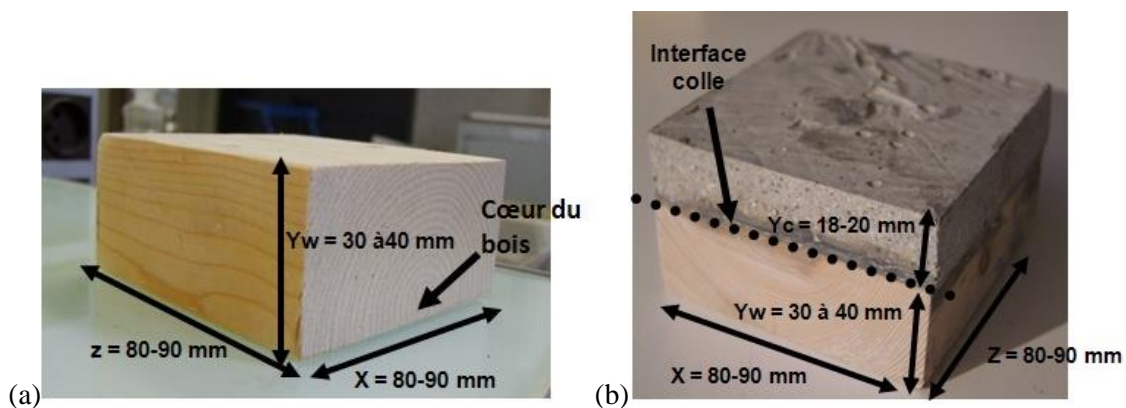 (a)
Yw = 30 à40 mm
Cœur du
bois
z = 80-90 mm
X = 80-90 mm
(b)
Interface
colle
Yc = 18-20 mm
Yw = 30 à 40 mm
X = 80-90 mm
Z = 80-90 mm